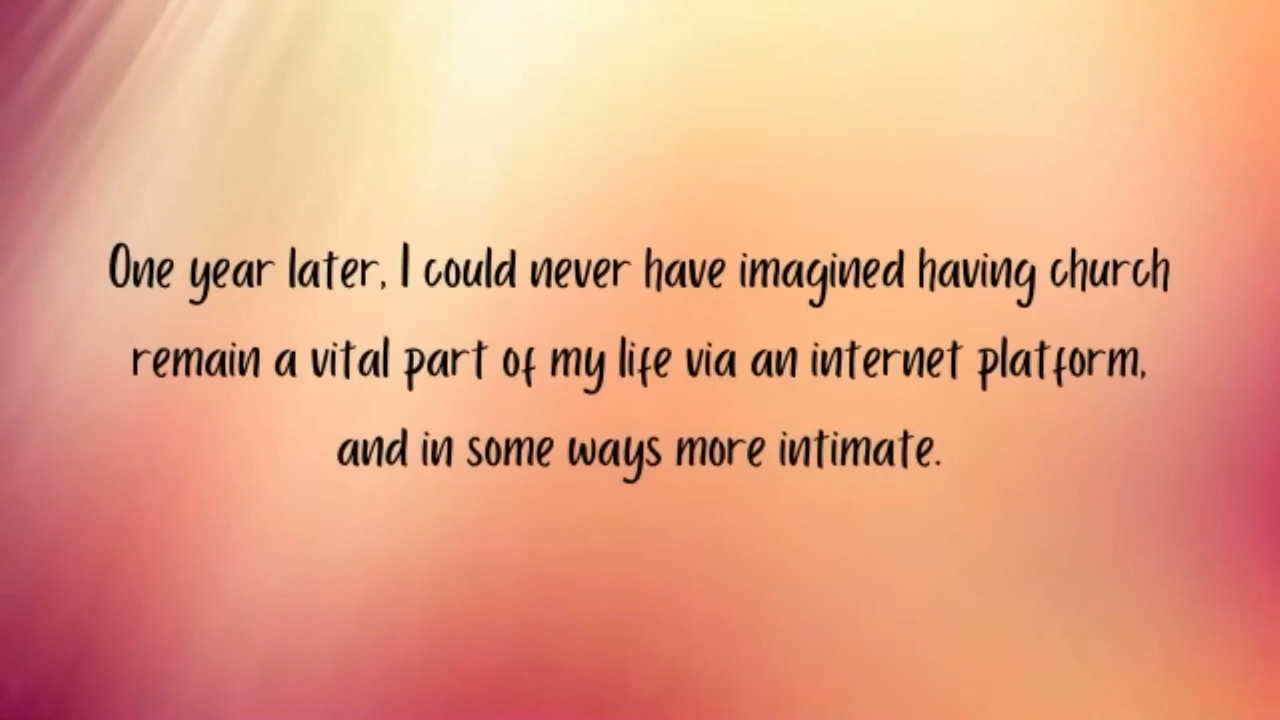 One year later, I could never have imagined having church
remain a vital part of my life via an internet platform,
and in some ways more intimate.